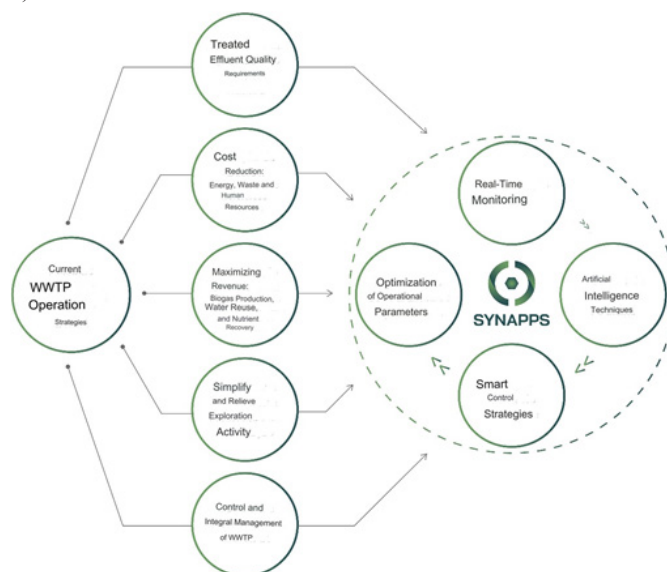 Treated
Effluent Quality
Requirements
Cost
Reduction:
Energy, Waste and
Human
Resources
Current
WWTP
Operation
Strategies
Maximizing
Revenue:
Biogas Production,
Water Reuse,
and Nutrient
Recovery
Simplify
and Relieve
Exploration
Activity
Control and
Integral Management
of WWTP
Real-Time
Monitoring
Optimization
of Operational
Parameters
SYNAPPS
Artificial
Intelligence
Techniques
Smart
Control
Strategies